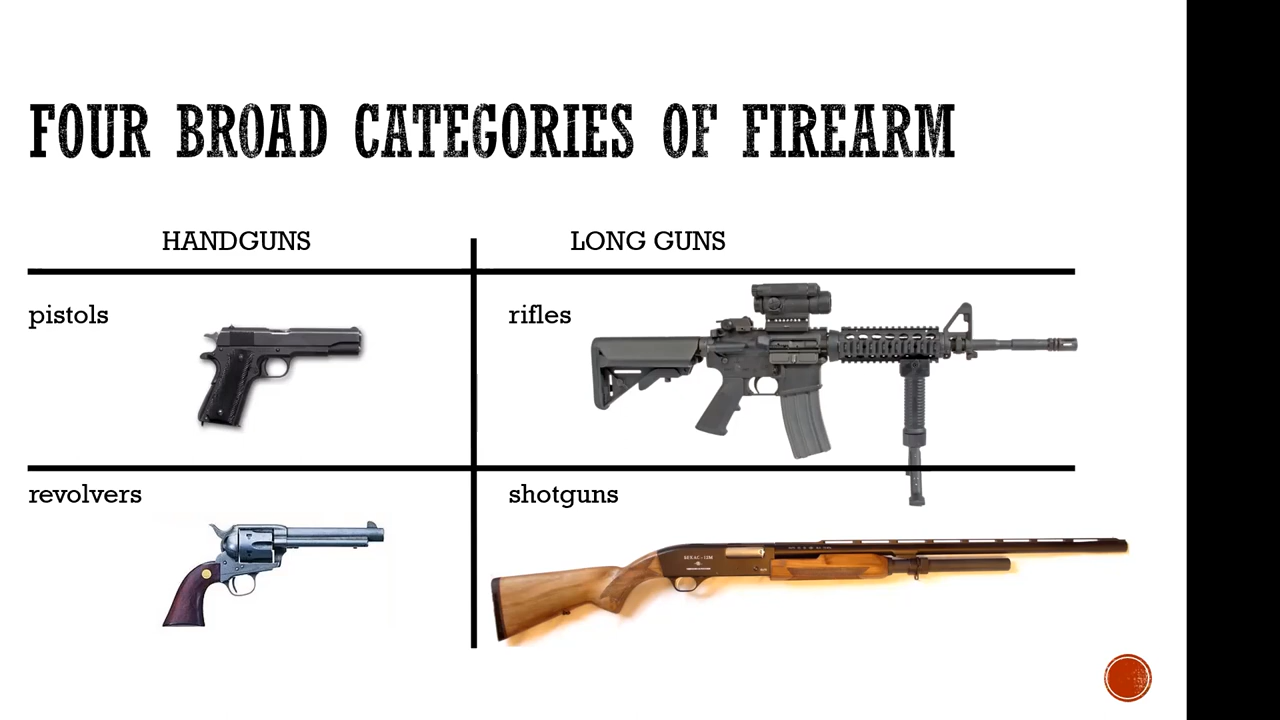 FOUR BROAD CATEGORIES OF FIREARM
HANDGUNS
LONG GUNS
pistols
rifles
revolvers
shotguns